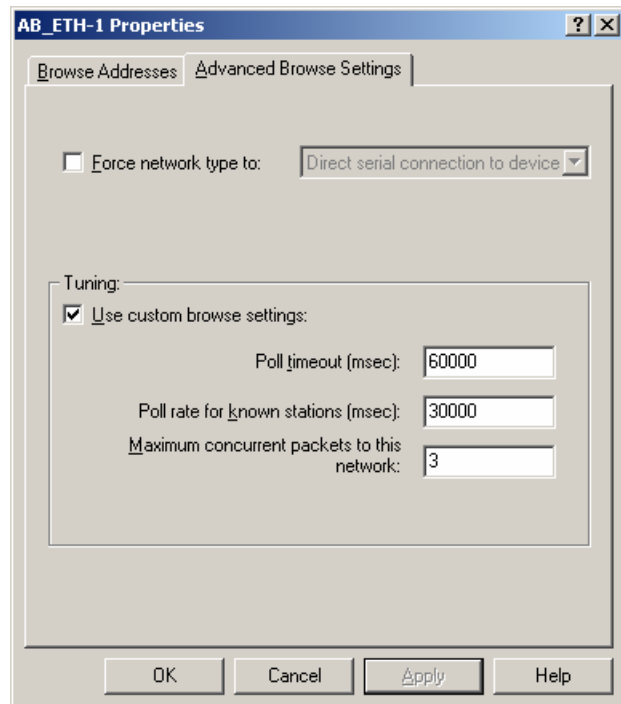 AB_ETH-1 Properties
Browse Addresses
Advanced Browse Settings
Force network type to:
Direct serial connection to device
Tuning:
Use custom browse settings:
Poll timeout (msec):
60000
Poll rate for known stations (msec):
30000
Maximum concurrent packets to this
network:
3
OK
Cancel
Apply
Help